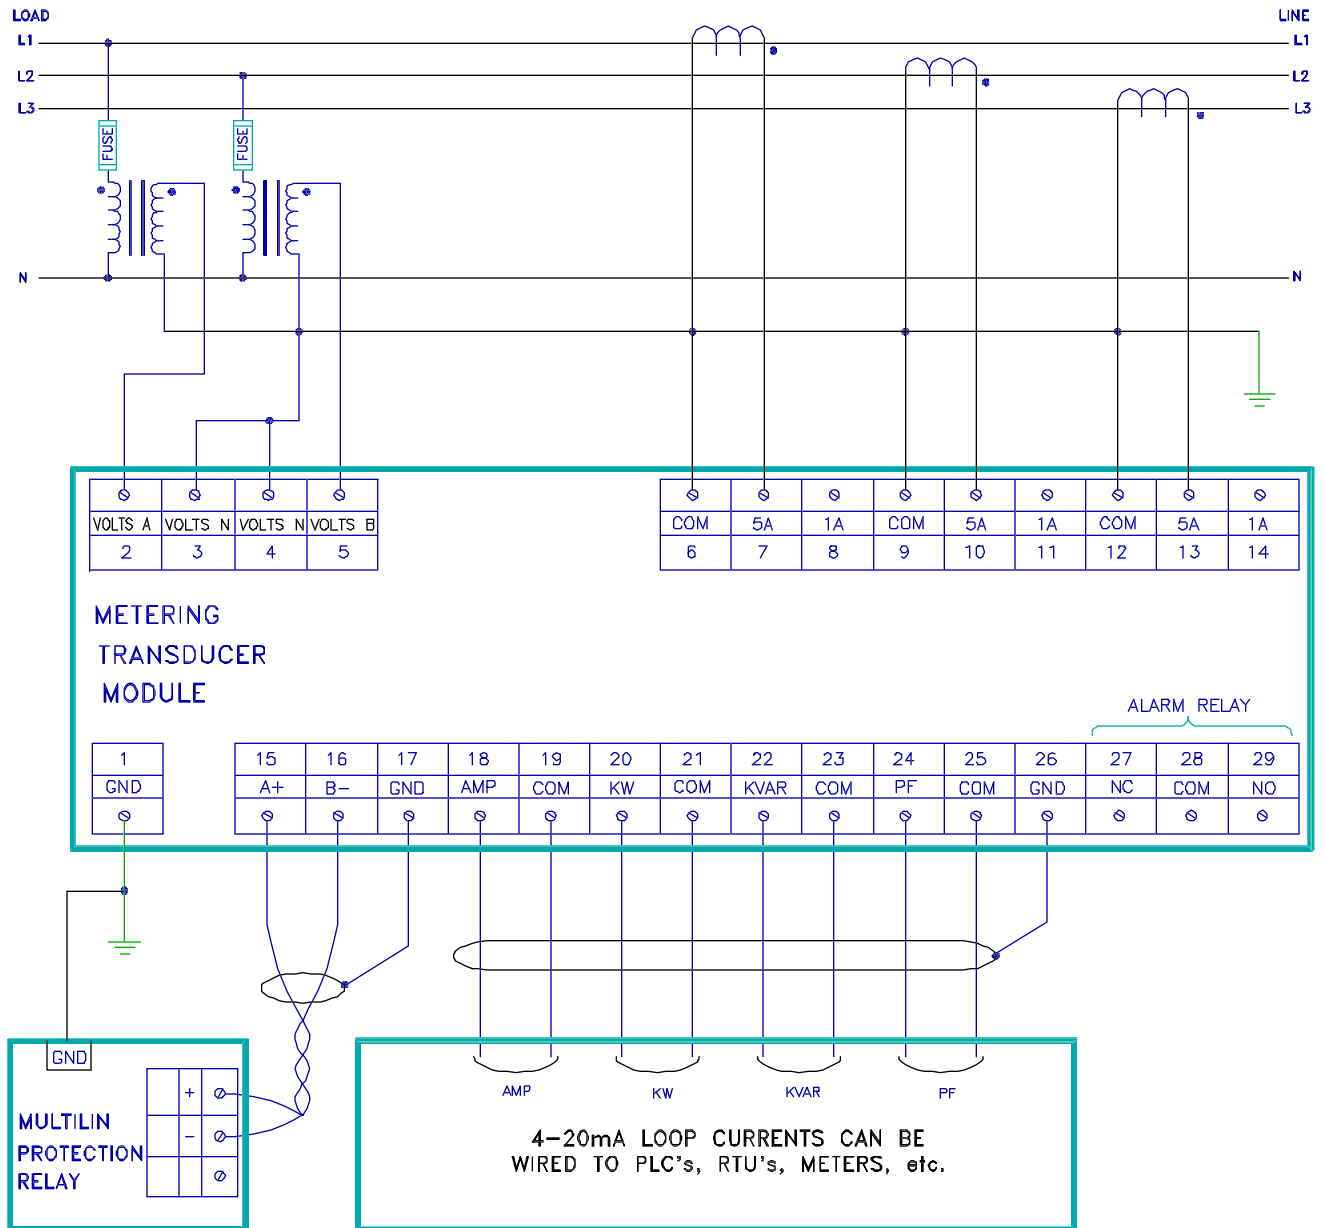 LOAD
LINE
L1
L1
L2
L2
L3
L3
FUSE
FUSE
N
N
VOLTS A VOLTS N VOLTS N VOLTS B
2 3 4 5
COM 5A 1A COM 5A 1A COM 5A 1A
6 7 8 9 10 11 12 13 14
METERING
TRANSDUCER
MODULE
ALARM RELAY
1
GND
15 16 17 18 19 20 21 22 23 24 25 26 27 28 29
A+ B- GND AMP COM KW COM KVAR COM PF COM GND NC COM NO
GND
+
-
MULTILIN
PROTECTION
RELAY
AMP KW KVAR PF
4-20mA LOOP CURRENTS CAN BE
WIRED TO PLC's, RTU's, METERS, etc.